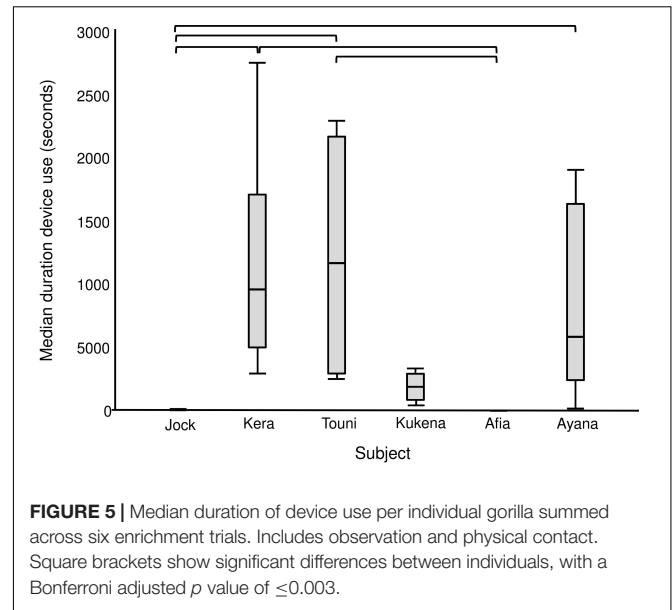 Median duration device use (seconds)
3000
2500
2000
1500
1000
5000
0
Jock Kera Touni Kukena Afia Ayana
Subject
FIGURE 5 | Median duration of device use per individual gorilla summed
across six enrichment trials. Includes observation and physical contact.
Square brackets show significant differences between individuals, with a
Bonferroni adjusted p value of ≤0.003.